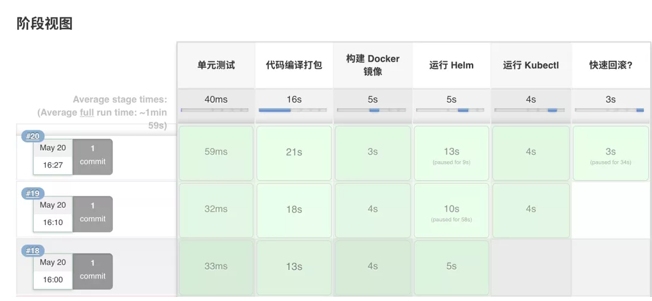 阶段视图
单元测试
代码编译打包
构建 Docker
镜像
运行 Helm
运行 Kubectl
快速回滚?
Average stage times:
(Average full run time: ~1min
59s)
40ms
16s
5s
5s
4s
3s
#20
May 20
16:27
1
commit
59ms
21s
3s
13s
(paused for 9s)
4s
3s
(paused for 34s)
#19
May 20
16:10
1
commit
32ms
18s
4s
10s
4s
#18
May 20
16:00
1
commit
33ms
13s
4s
5s